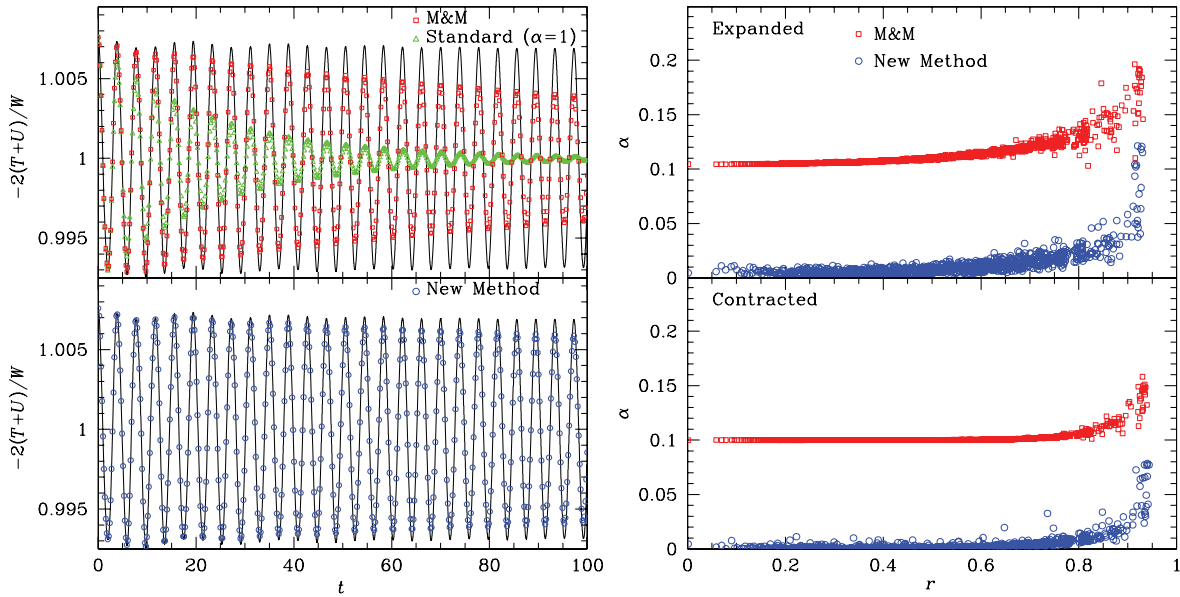 M&M
Standard (α=1)
1.005
1
0.995
−2(T+U)/W
New Method
1.005
1
0.995
−2(T+U)/W
0 20 40 60 80 100
t
Expanded
M&M
New Method
0.2
0.15
0.1
0.05
0
α
Contracted
0.2
0.15
0.1
0.05
0
α
0 0.2 0.4 0.6 0.8 1
r